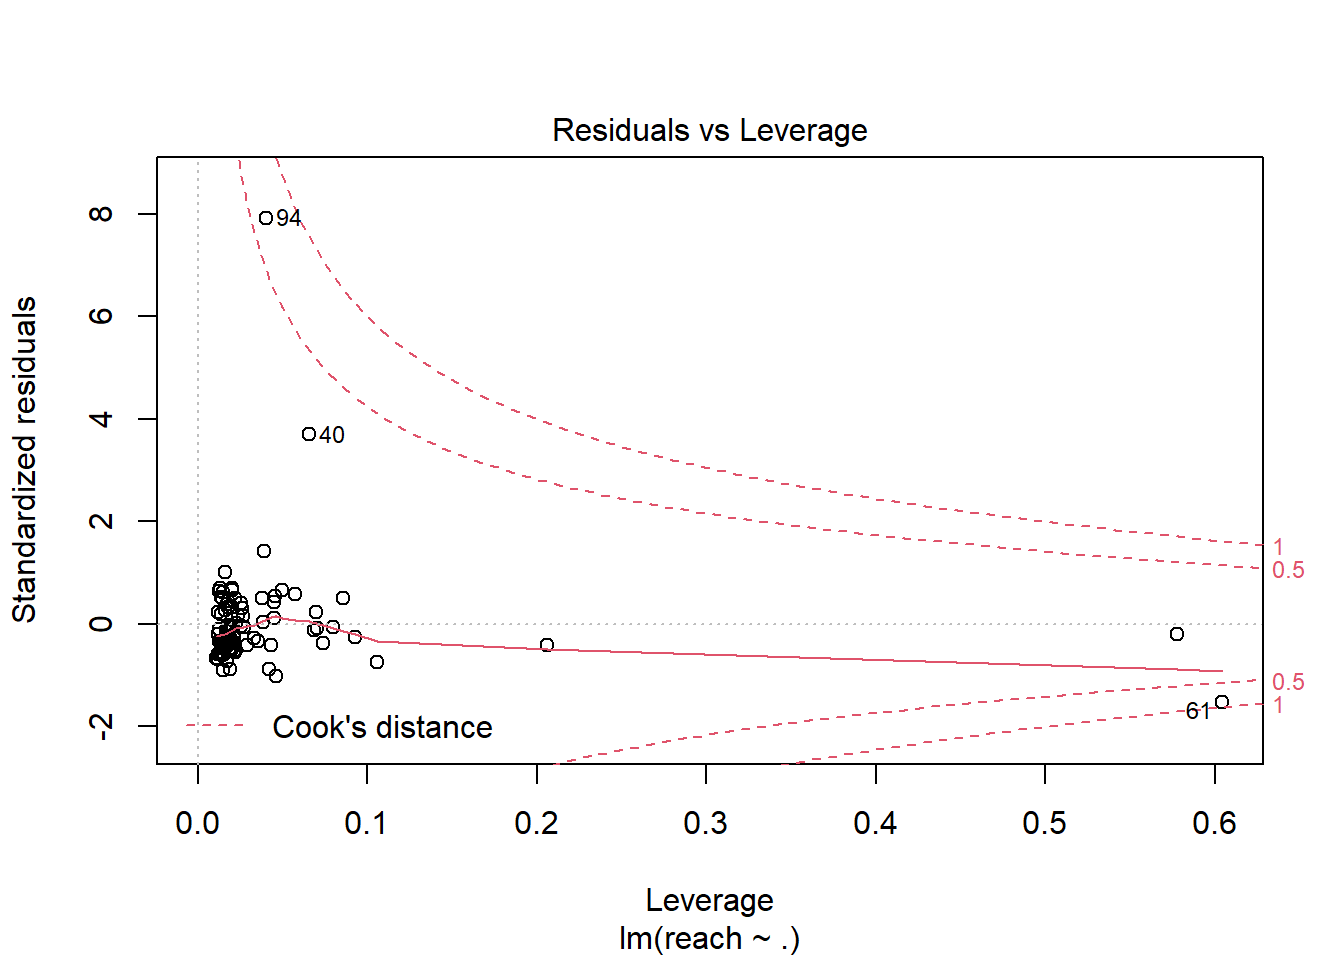 Residuals vs Leverage
Standardized residuals
8
6
4
2
0
-2
94
40
61
1
0.5
0.5
1
Cook's distance
0.0 0.1 0.2 0.3 0.4 0.5 0.6
Leverage
lm(reach ~ .)